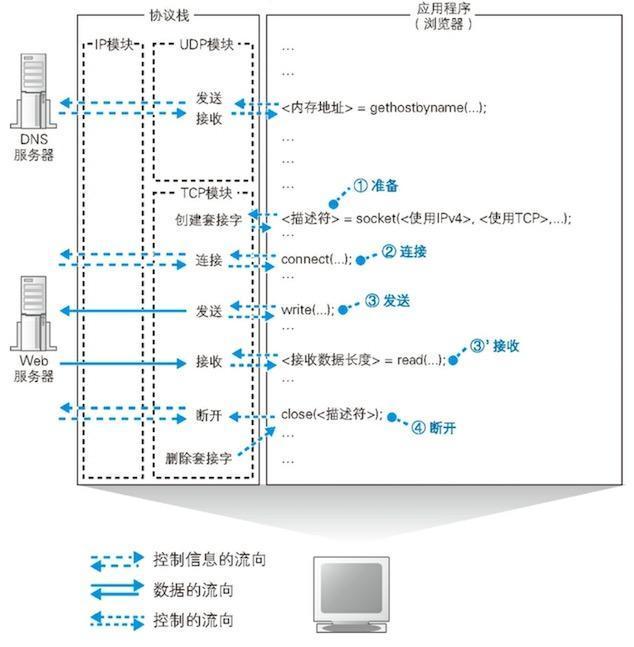 协议栈
应用程序
（浏览器）
IP模块
UDP模块
...
...
发送
接收
<内存地址> = gethostbyname(...);
DNS
服务器
...
...
...
TCP模块
① 准备
创建套接字
<描述符> = socket(<使用IPv4>, <使用TCP>,...);
...
连接
connect(...);
② 连接
...
发送
write(...);
③ 发送
...
Web
服务器
接收
<接收数据长度> = read(...);
③' 接收
...
断开
close(<描述符>);
④ 断开
...
删除套接字
...
控制信息的流向
数据的流向
控制的流向